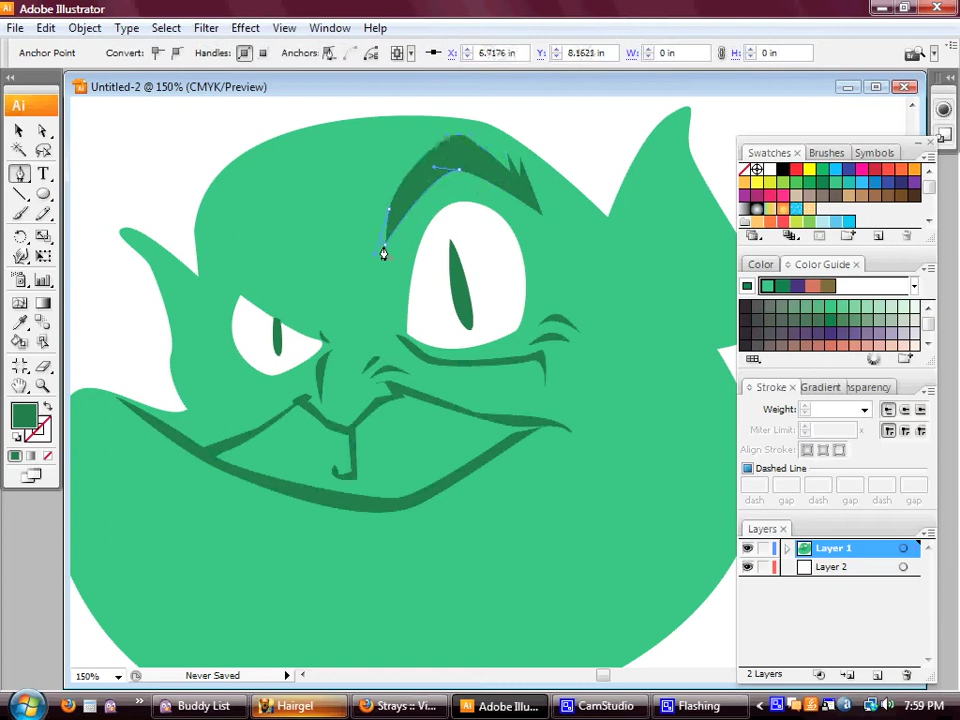 Adobe Illustrator
File Edit Object Type Select Filter Effect View Window Help
Anchor Point Convert: Handles: Anchors: X: 6.7176 in Y: 8.1621 in W: 0 in H: 0 in
Untitled-2 @ 150% (CMYK/Preview)
Ai
T
Swatches Brushes Symbols
Color Color Guide
Stroke Gradient nsparency
Weight:
Miter Limit: x
Align Stroke:
Dashed Line
dash gap dash gap dash gap
Layers
Layer 1
Layer 2
2 Layers
150% Never Saved
Buddy List Hairgel Strays :: Vi... Adobe Illu... CamStudio Flashing 7:59 PM